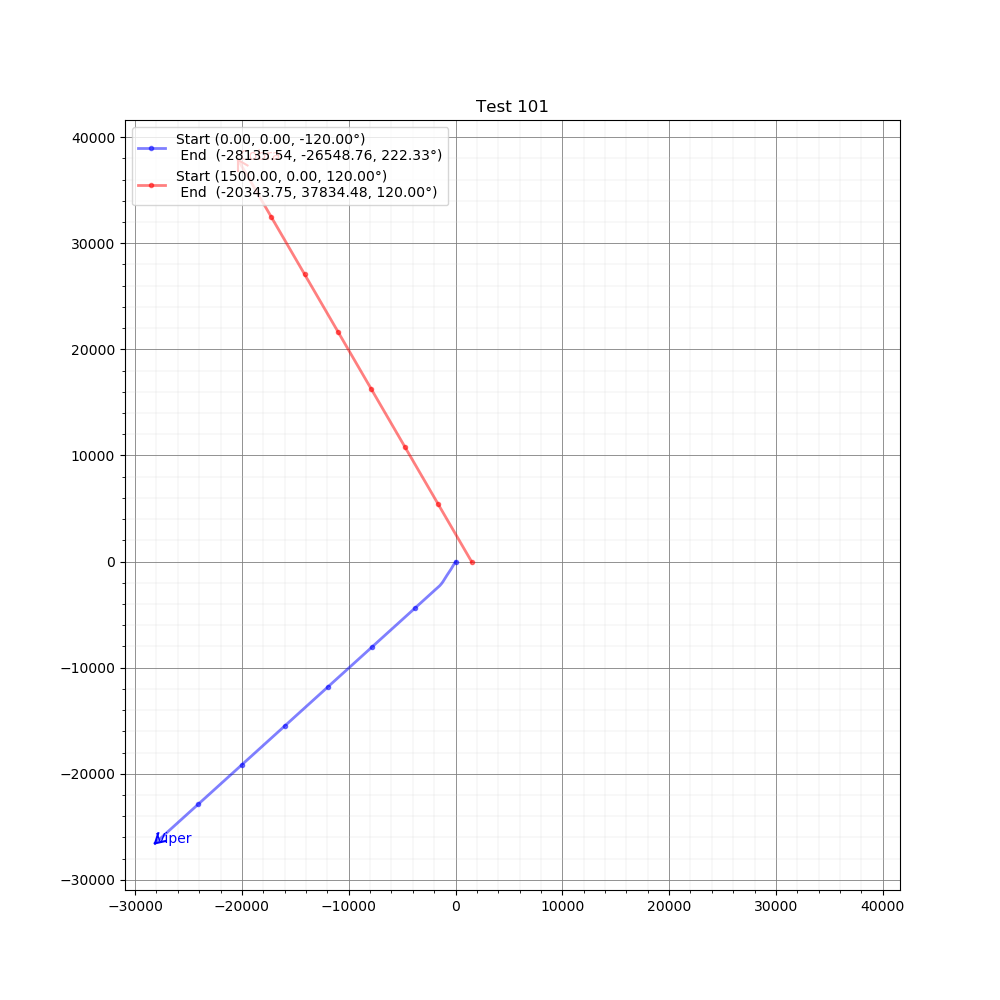 Test 101
Start (0.00, 0.00, -120.00°)
End (-28135.54, -26548.76, 222.33°)
Start (1500.00, 0.00, 120.00°)
End (-20343.75, 37834.48, 120.00°)
40000
30000
20000
10000
0
−10000
−20000
−30000
−30000 −20000 −10000 0 10000 20000 30000 40000